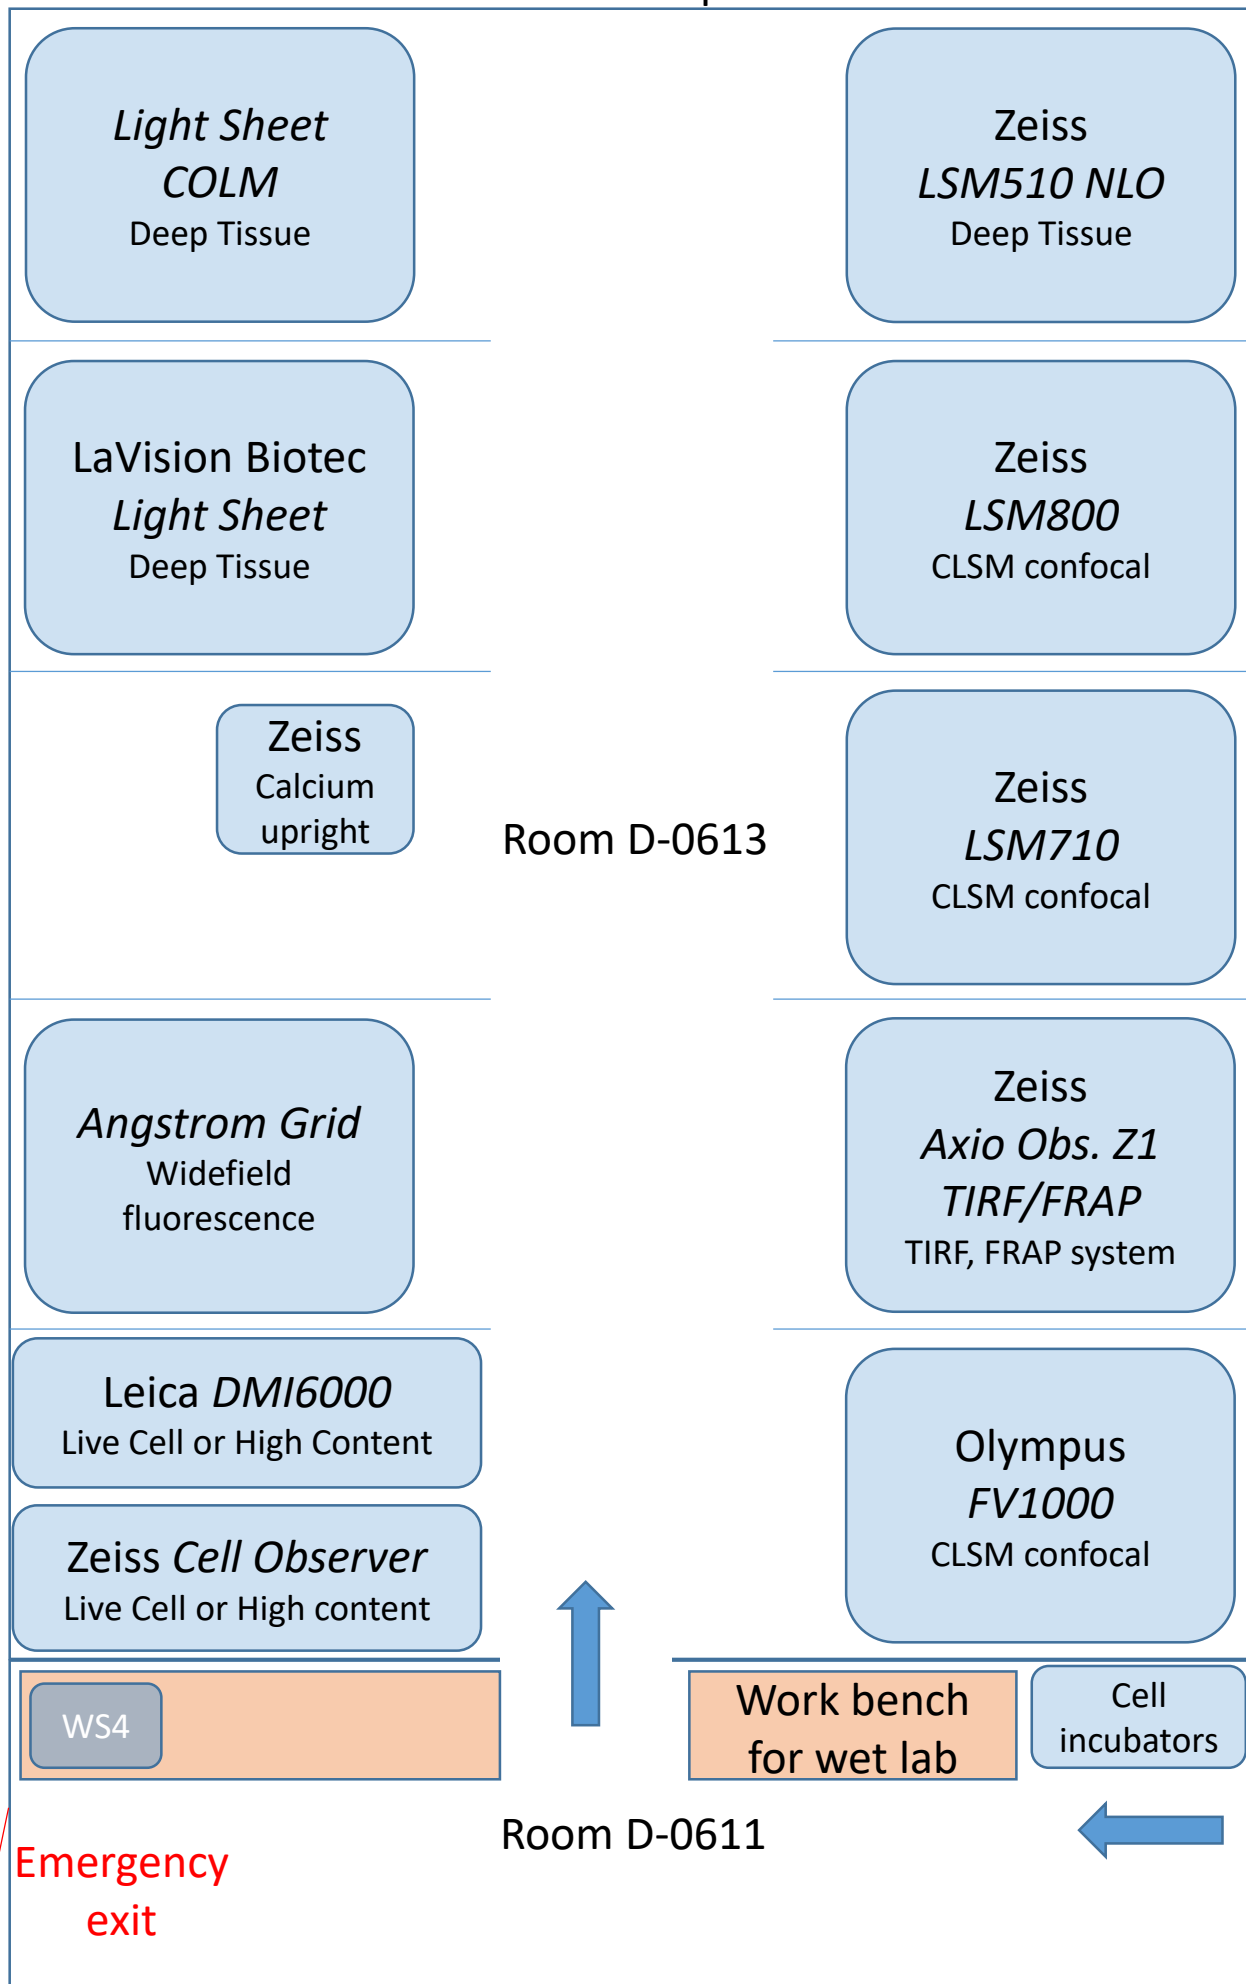 Light Sheet
COLM
Deep Tissue
Zeiss
LSM510 NLO
Deep Tissue
LaVision Biotec
Light Sheet
Deep Tissue
Zeiss
LSM800
CLSM confocal
Zeiss
Calcium
upright
Room D-0613
Zeiss
LSM710
CLSM confocal
Angstrom Grid
Widefield
fluorescence
Zeiss
Axio Obs. Z1
TIRF/FRAP
TIRF, FRAP system
Leica DMI6000
Live Cell or High Content
Zeiss Cell Observer
Live Cell or High content
Olympus
FV1000
CLSM confocal
WS4
Work bench
for wet lab
Cell
incubators
Room D-0611
Emergency
exit